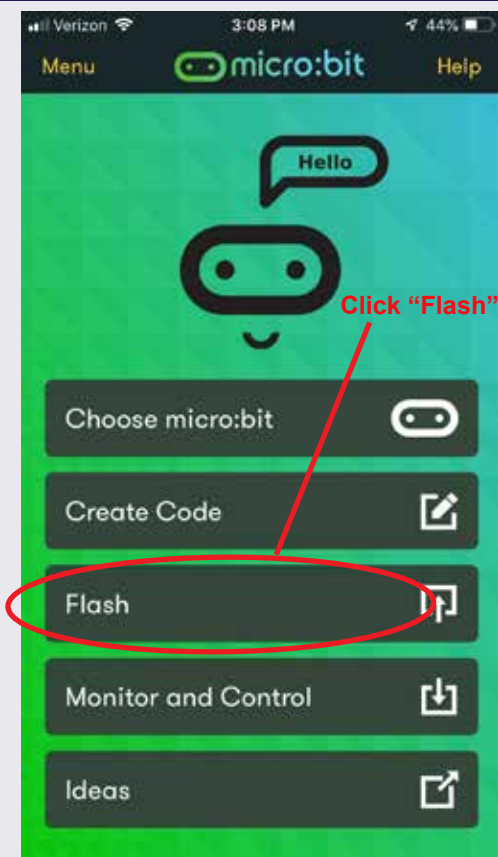 Verizon 3:08 PM 44%
Menu micro:bit Help
Hello
Click “Flash”
Choose micro:bit
Create Code
Flash
Monitor and Control
Ideas